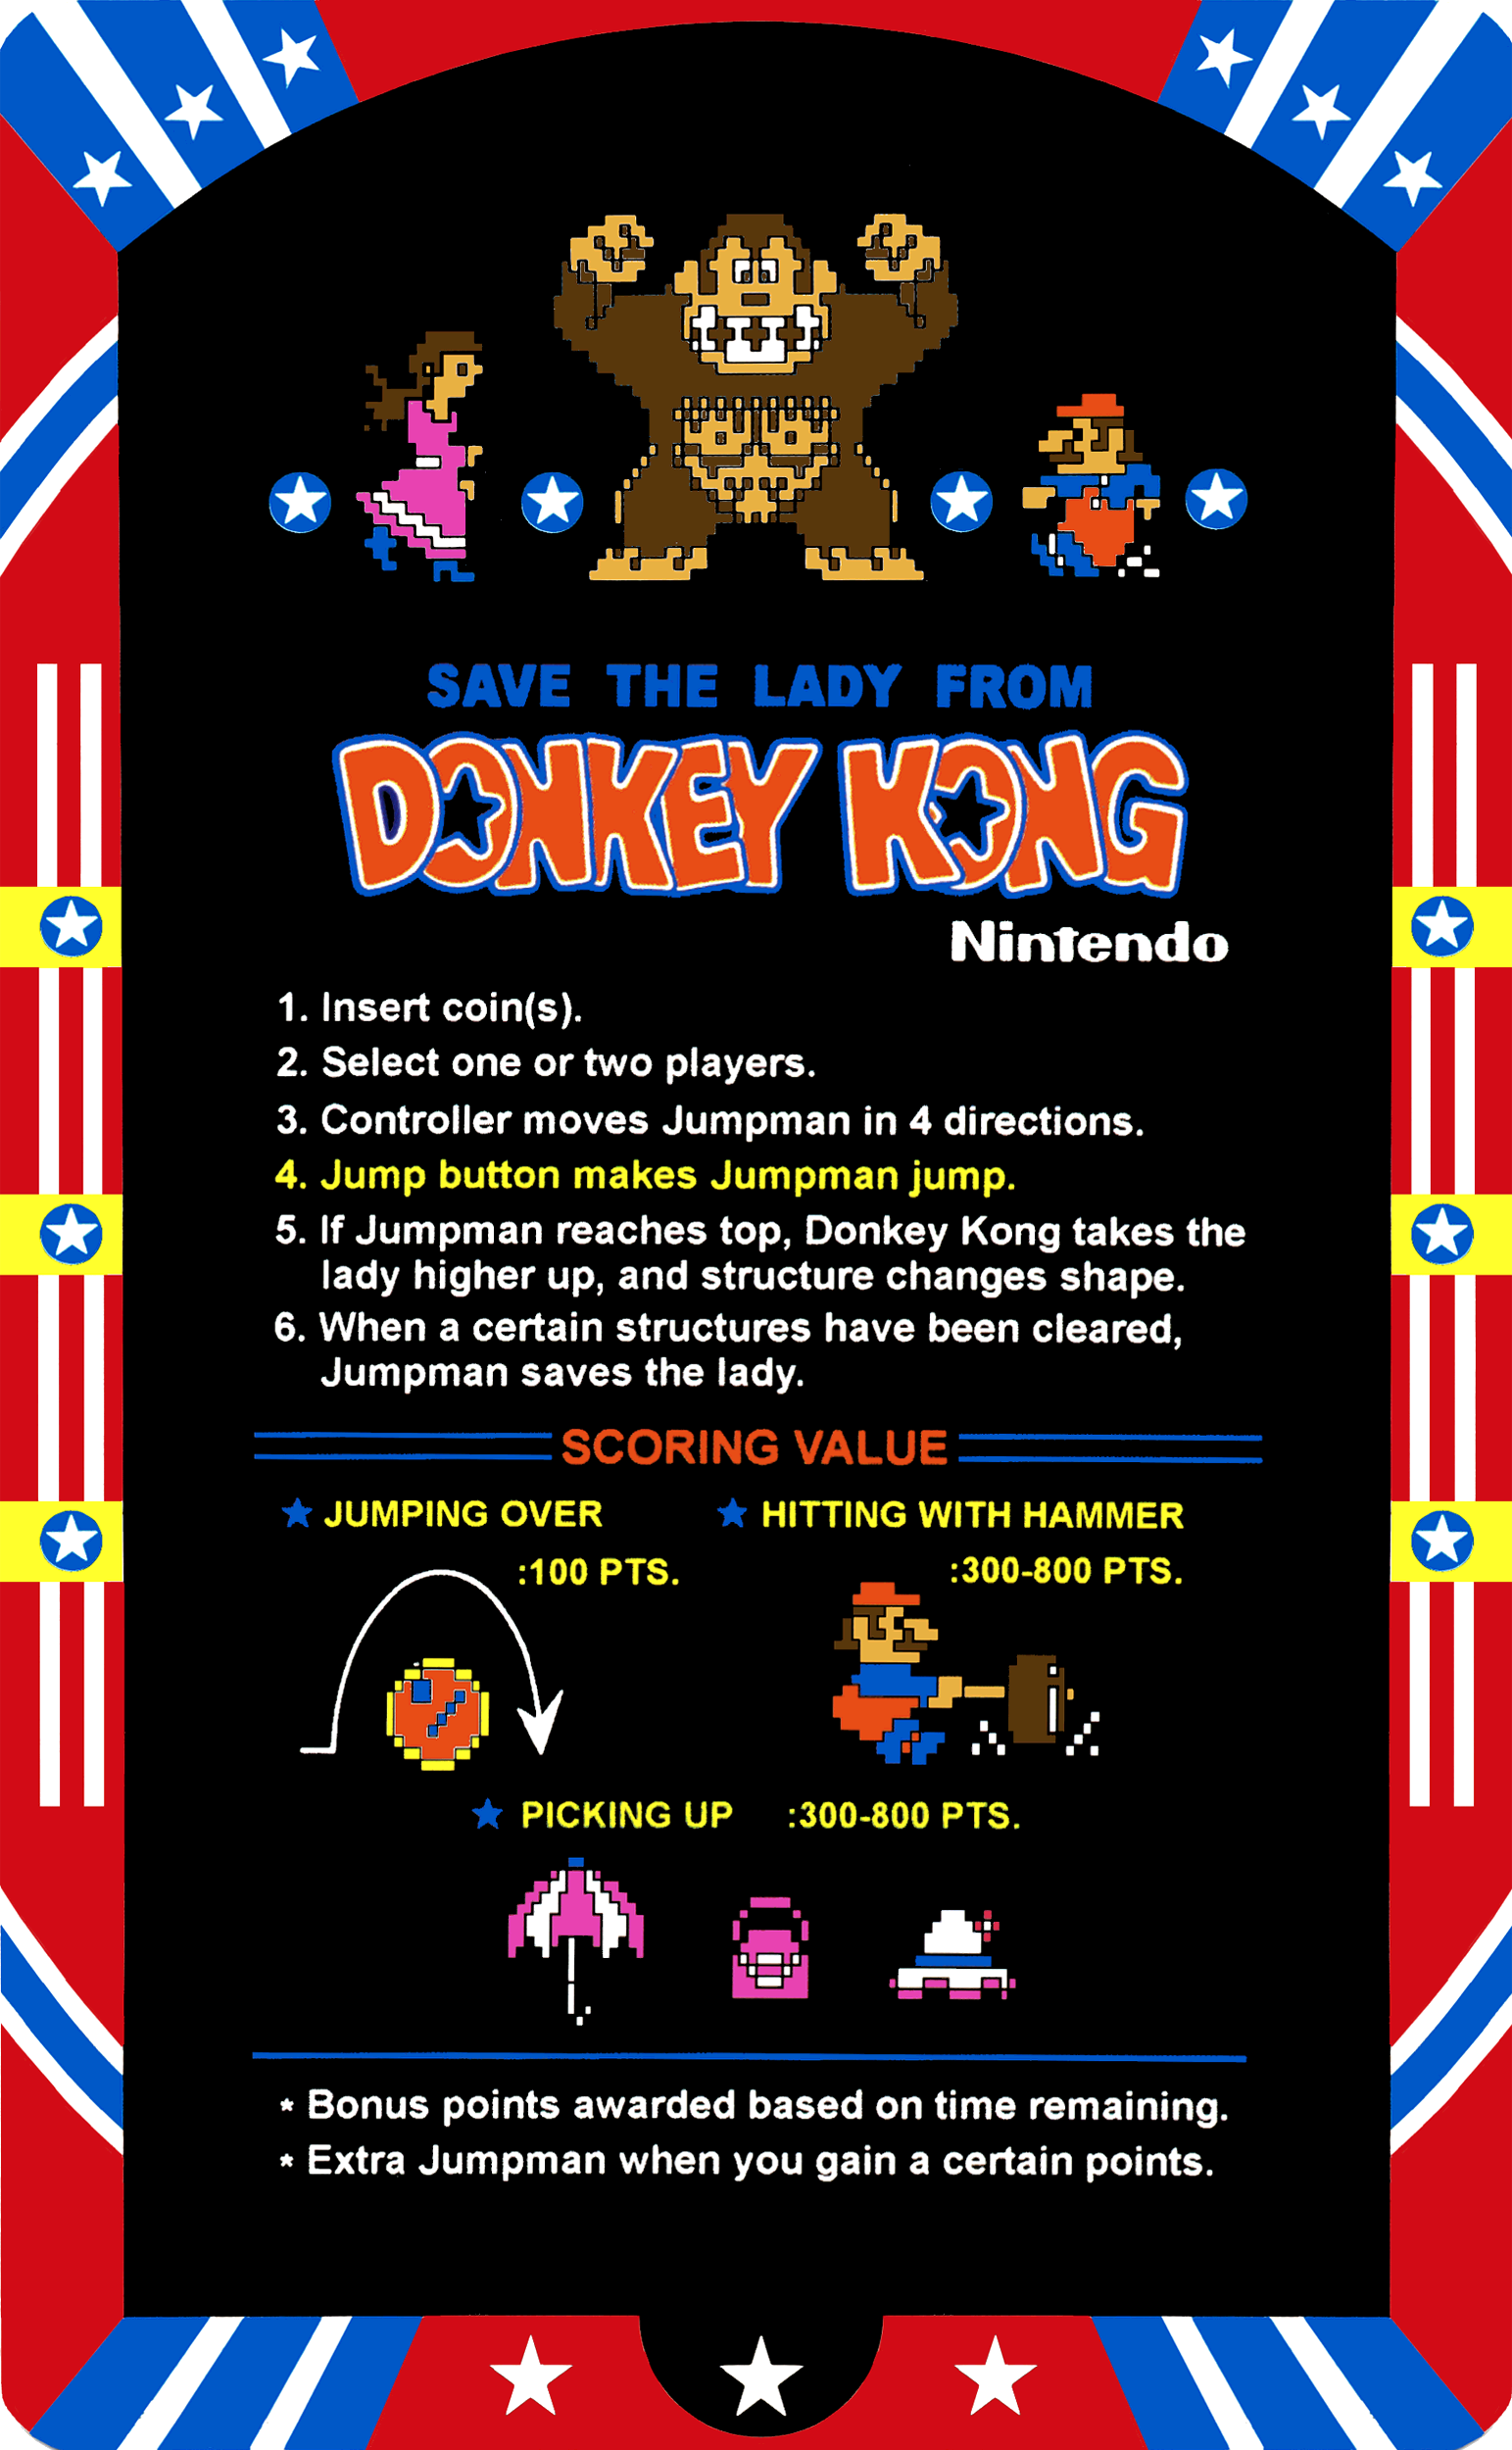 SAVE THE LADY FROM
DONKEY KONG
Nintendo
1. Insert coin(s).
2. Select one or two players.
3. Controller moves Jumpman in 4 directions.
4. Jump button makes Jumpman jump.
5. If Jumpman reaches top, Donkey Kong takes the
lady higher up, and structure changes shape.
6. When a certain structures have been cleared,
Jumpman saves the lady.
SCORING VALUE
★ JUMPING OVER
:100 PTS.
★ HITTING WITH HAMMER
:300-800 PTS.
★ PICKING UP :300-800 PTS.
* Bonus points awarded based on time remaining.
* Extra Jumpman when you gain a certain points.